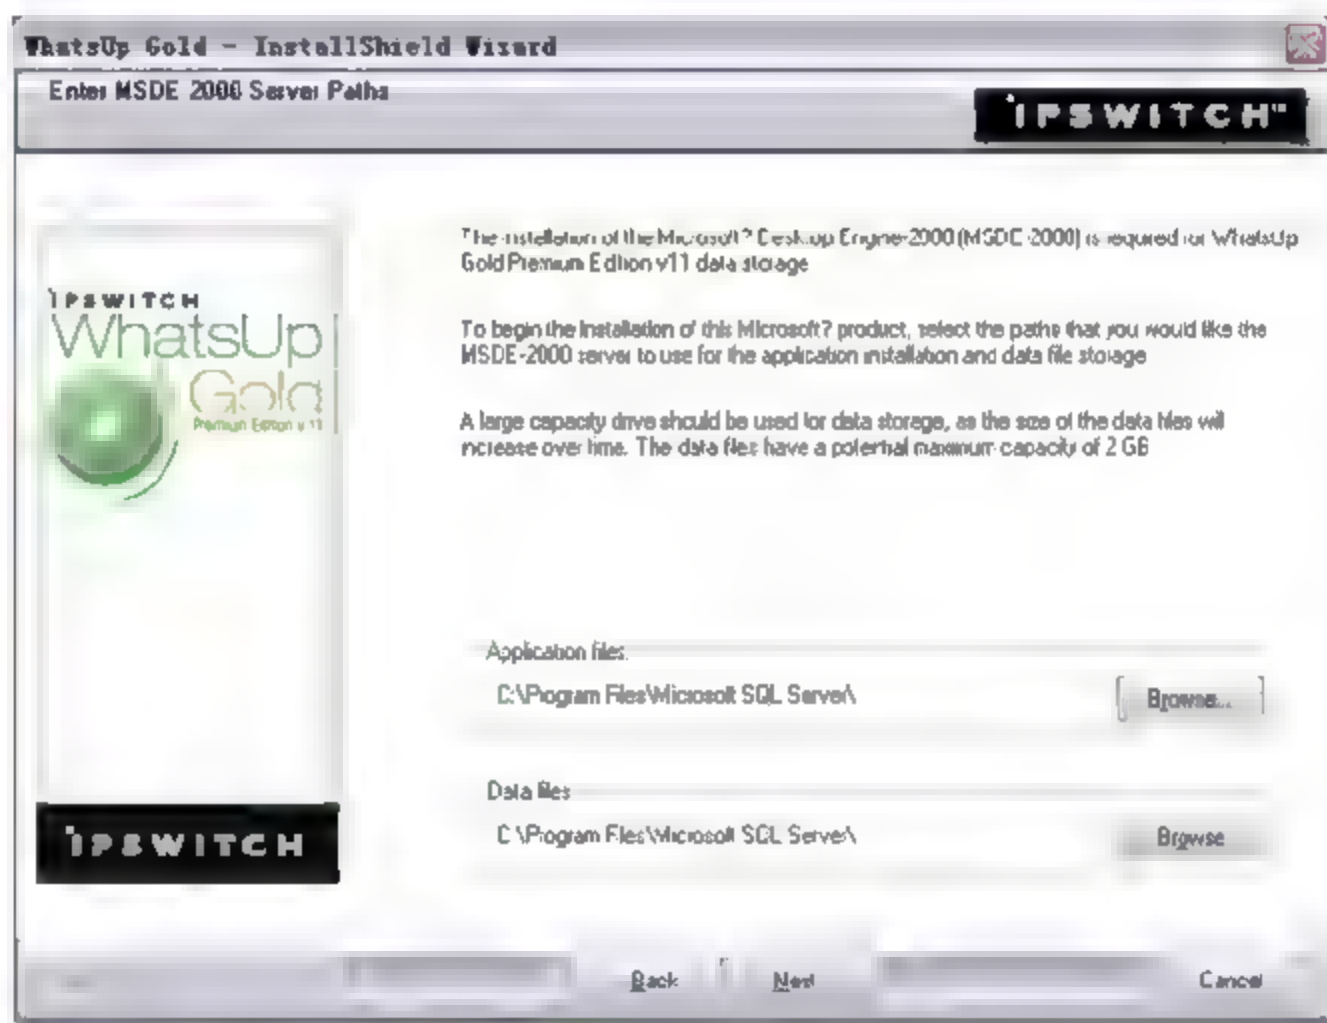 WhatsUp Gold - InstallShield Wizard
Enter MSDE 2000 Server Paths
IPSWITCH™
The installation of the Microsoft? Desktop Engine-2000 (MSDE-2000) is required for WhatsUp
Gold Premium Edition v11 data storage
IPSWITCH
WhatsUp
Gold
Premium Edition v11
To begin the installation of this Microsoft? product, select the paths that you would like the
MSDE-2000 server to use for the application installation and data file storage
A large capacity drive should be used for data storage, as the size of the data files will
increase over time. The data files have a potential maximum capacity of 2 GB
Application files:
C:\Program Files\Microsoft SQL Server\
Browse...
Data files
C:\Program Files\Microsoft SQL Server\
Browse
IPSWITCH
Back
Next
Cancel